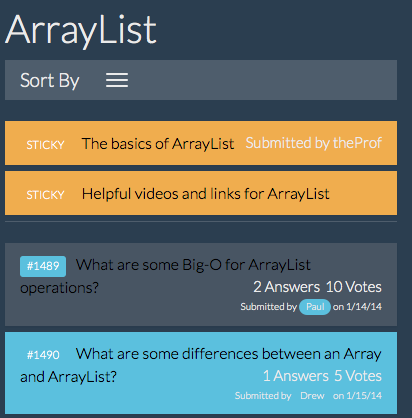 ArrayList
Sort By
STICKY The basics of ArrayList Submitted by theProf
STICKY Helpful videos and links for ArrayList
#1489 What are some Big-O for ArrayList
operations?
2 Answers 10 Votes
Submitted by Paul on 1/14/14
#1490 What are some differences between an Array
and ArrayList?
1 Answers 5 Votes
Submitted by Drew on 1/15/14